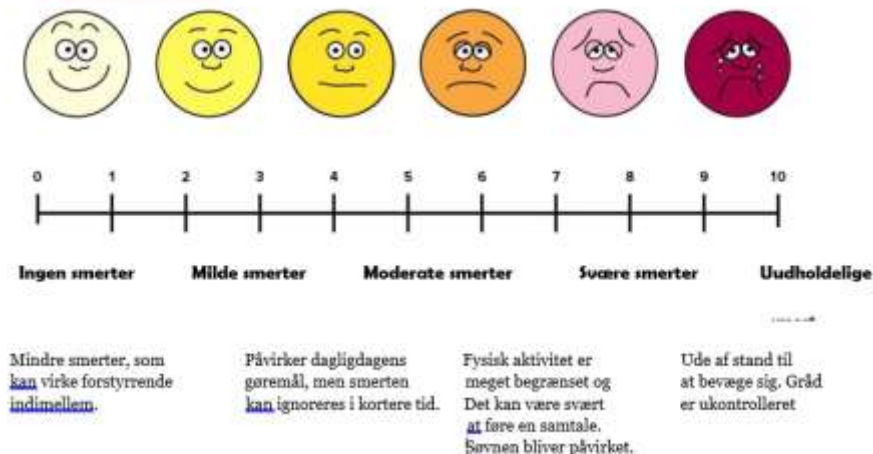 0 1 2 3 4 5 6 7 8 9 10
Ingen smerter Milde smerter Moderate smerter Svære smerter Uudholdelige
Mindre smerter, som
kan virke forstyrrende
indimellem.
Påvirker dagligdagens
gøremål, men smerten
kan ignoreres i kortere tid.
Fysisk aktivitet er
meget begrænset og
Det kan være svært
at føre en samtale.
Søvnen bliver påvirket.
Ude af stand til
at bevæge sig. Gråd
er ukontrolleret